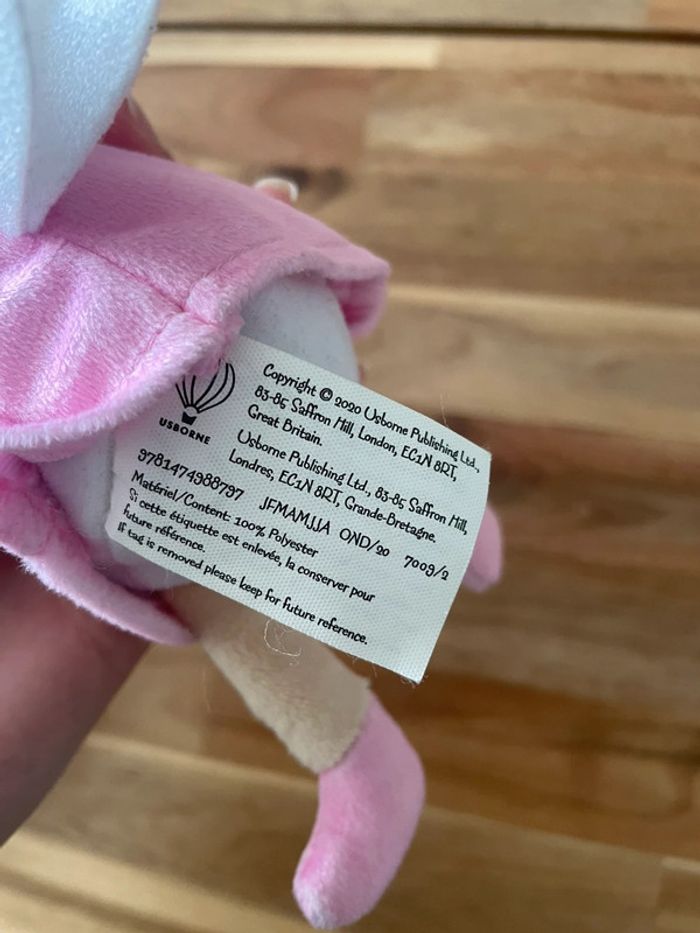 USBORNE
Copyright © 2020 Usborne Publishing Ltd.,
83-85 Saffron Hill, London, EC1N 8RT,
Great Britain.
Usborne Publishing Ltd., 83-85 Saffron Hill,
Londres, EC1N 8RT, Grande-Bretagne.
9781474988797 JFMAMJJA OND/20 7009/2
Matériel/Content: 100% Polyester
Si cette étiquette est enlevée, la conserver pour
future référence.
If tag is removed please keep for future reference.